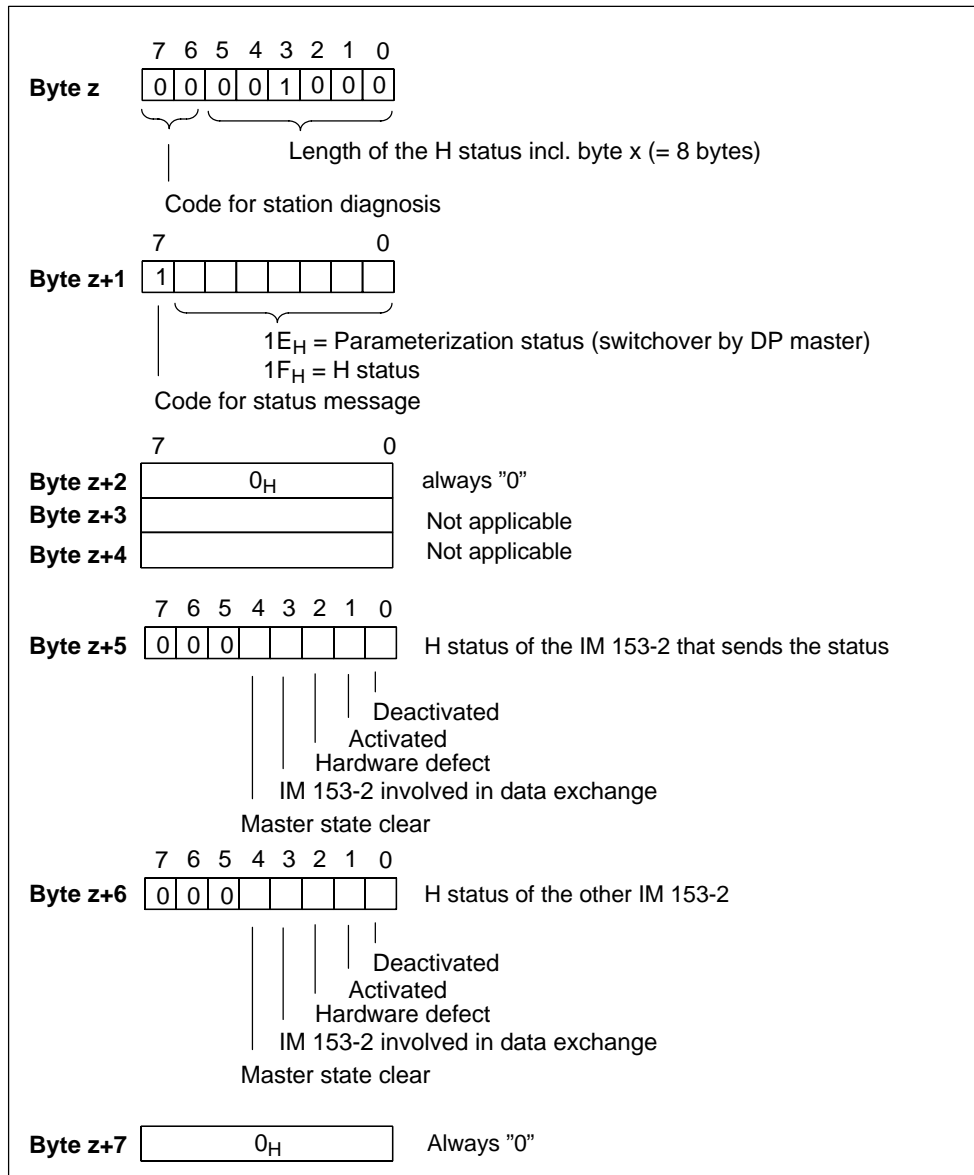 7 6 5 4 3 2 1 0
Byte z 0 0 0 0 1 0 0 0
Length of the H status incl. byte x (= 8 bytes)
Code for station diagnosis
7 0
Byte z+1 1
1EH = Parameterization status (switchover by DP master)
1FH = H status
Code for status message
7 0
Byte z+2 0H always ”0”
Byte z+3 Not applicable
Byte z+4 Not applicable
7 6 5 4 3 2 1 0
Byte z+5 0 0 0 H status of the IM 153-2 that sends the status
Deactivated
Activated
Hardware defect
IM 153-2 involved in data exchange
Master state clear
7 6 5 4 3 2 1 0
Byte z+6 0 0 0 H status of the other IM 153-2
Deactivated
Activated
Hardware defect
IM 153-2 involved in data exchange
Master state clear
Byte z+7 0H Always ”0”